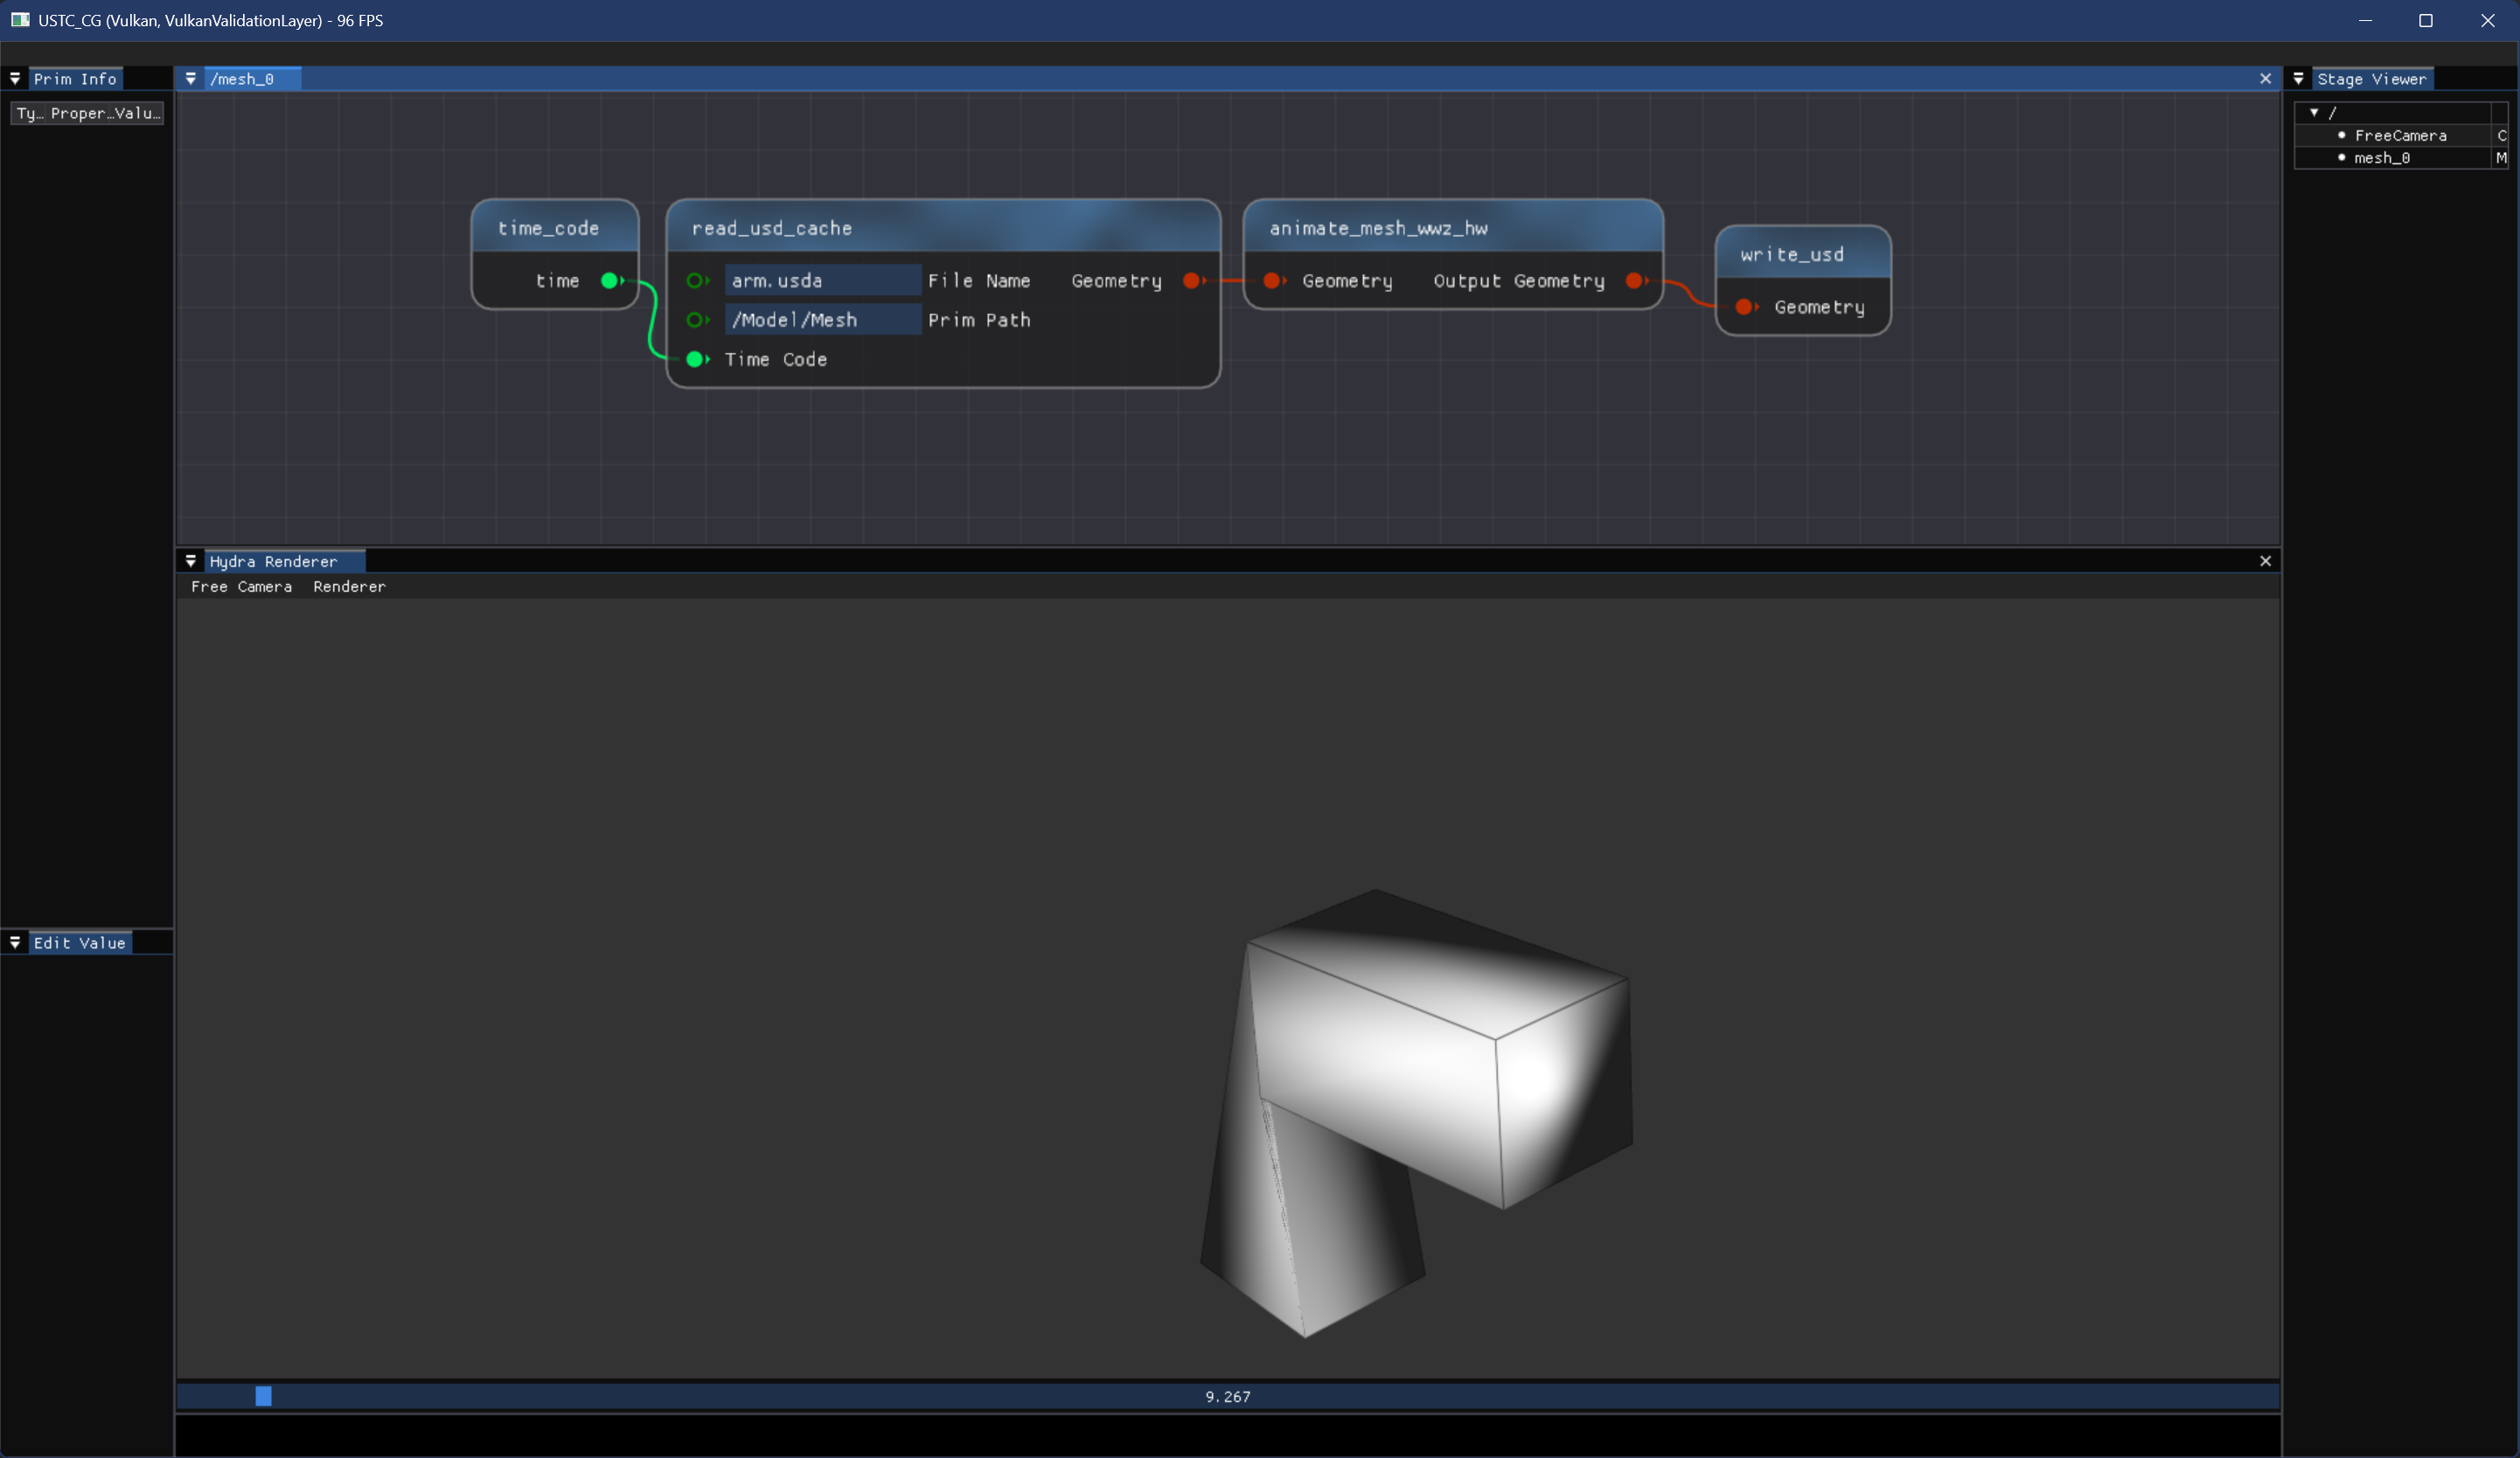 USTC_CG (Vulkan, VulkanValidationLayer) - 96 FPS
Prim Info
Ty… Proper…Valu…
/mesh_0
time_code
time
read_usd_cache
arm.usda File Name Geometry
/Model/Mesh Prim Path
Time Code
animate_mesh_wwz_hw
Geometry Output Geometry
write_usd
Geometry
Stage Viewer
/
FreeCamera C
mesh_0 M
Hydra Renderer
Free Camera Renderer
Edit Value
9.267